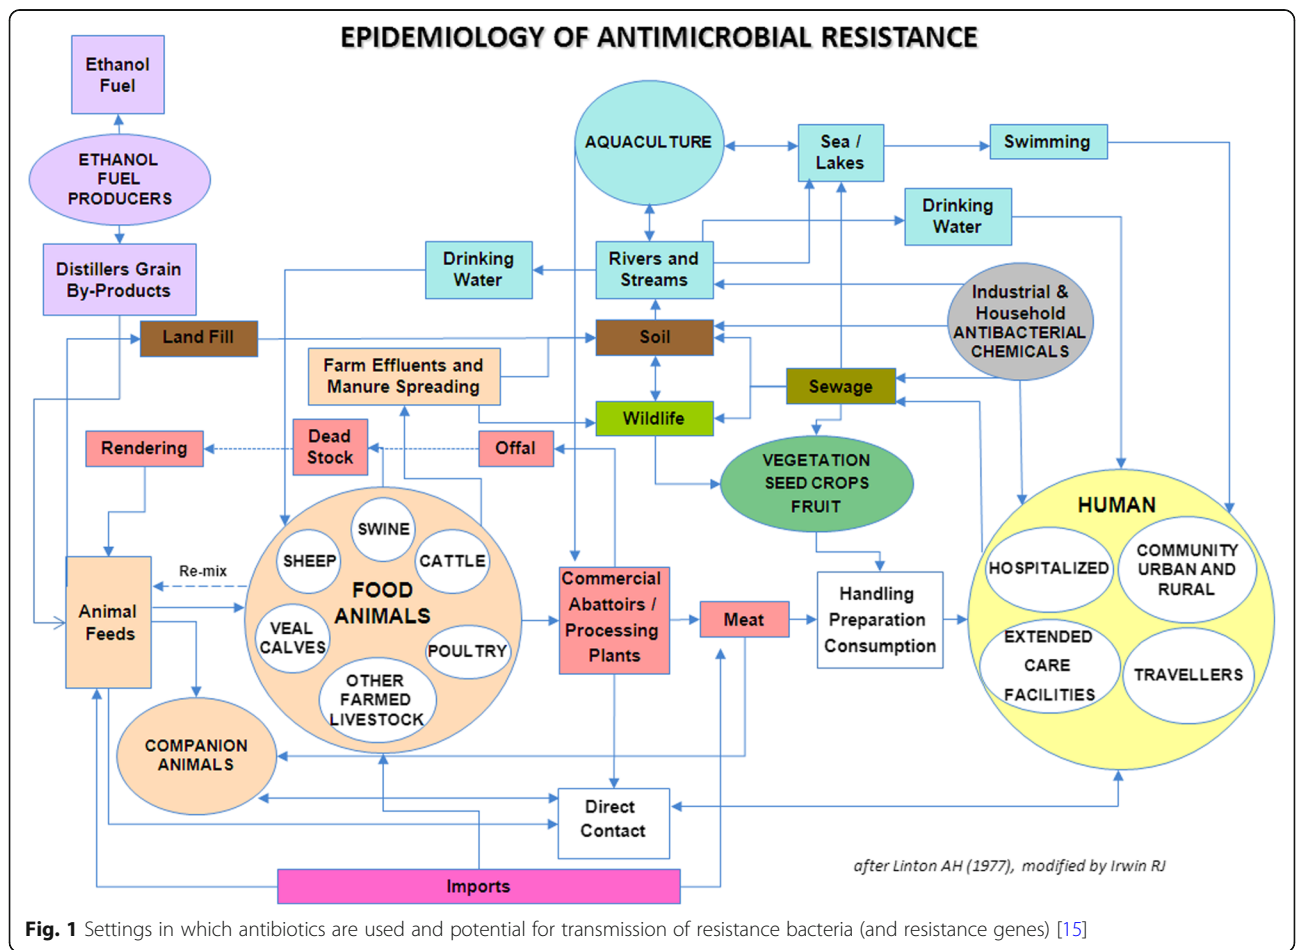 EPIDEMIOLOGY OF ANTIMICROBIAL RESISTANCE
Ethanol
Fuel
ETHANOL
FUEL
PRODUCERS
Distillers Grain
By-Products
AQUACULTURE
Sea /
Lakes
Swimming
Drinking
Water
Drinking
Water
Rivers and
Streams
Industrial &
Household
ANTIBACTERIAL
CHEMICALS
Land Fill
Soil
Farm Effluents and
Manure Spreading
Sewage
Wildlife
Rendering
Dead
Stock
Offal
VEGETATION
SEED CROPS
FRUIT
HUMAN
HOSPITALIZED
COMMUNITY
URBAN AND
RURAL
EXTENDED
CARE
FACILITIES
TRAVELLERS
SWINE
SHEEP
CATTLE
FOOD
ANIMALS
VEAL
CALVES
POULTRY
OTHER
FARMED
LIVESTOCK
Re-mix
Animal
Feeds
Commercial
Abattoirs /
Processing
Plants
Meat
Handling
Preparation
Consumption
COMPANION
ANIMALS
Direct
Contact
Imports
after Linton AH (1977), modified by Irwin RJ
Fig. 1 Settings in which antibiotics are used and potential for transmission of resistance bacteria (and resistance genes) [15]